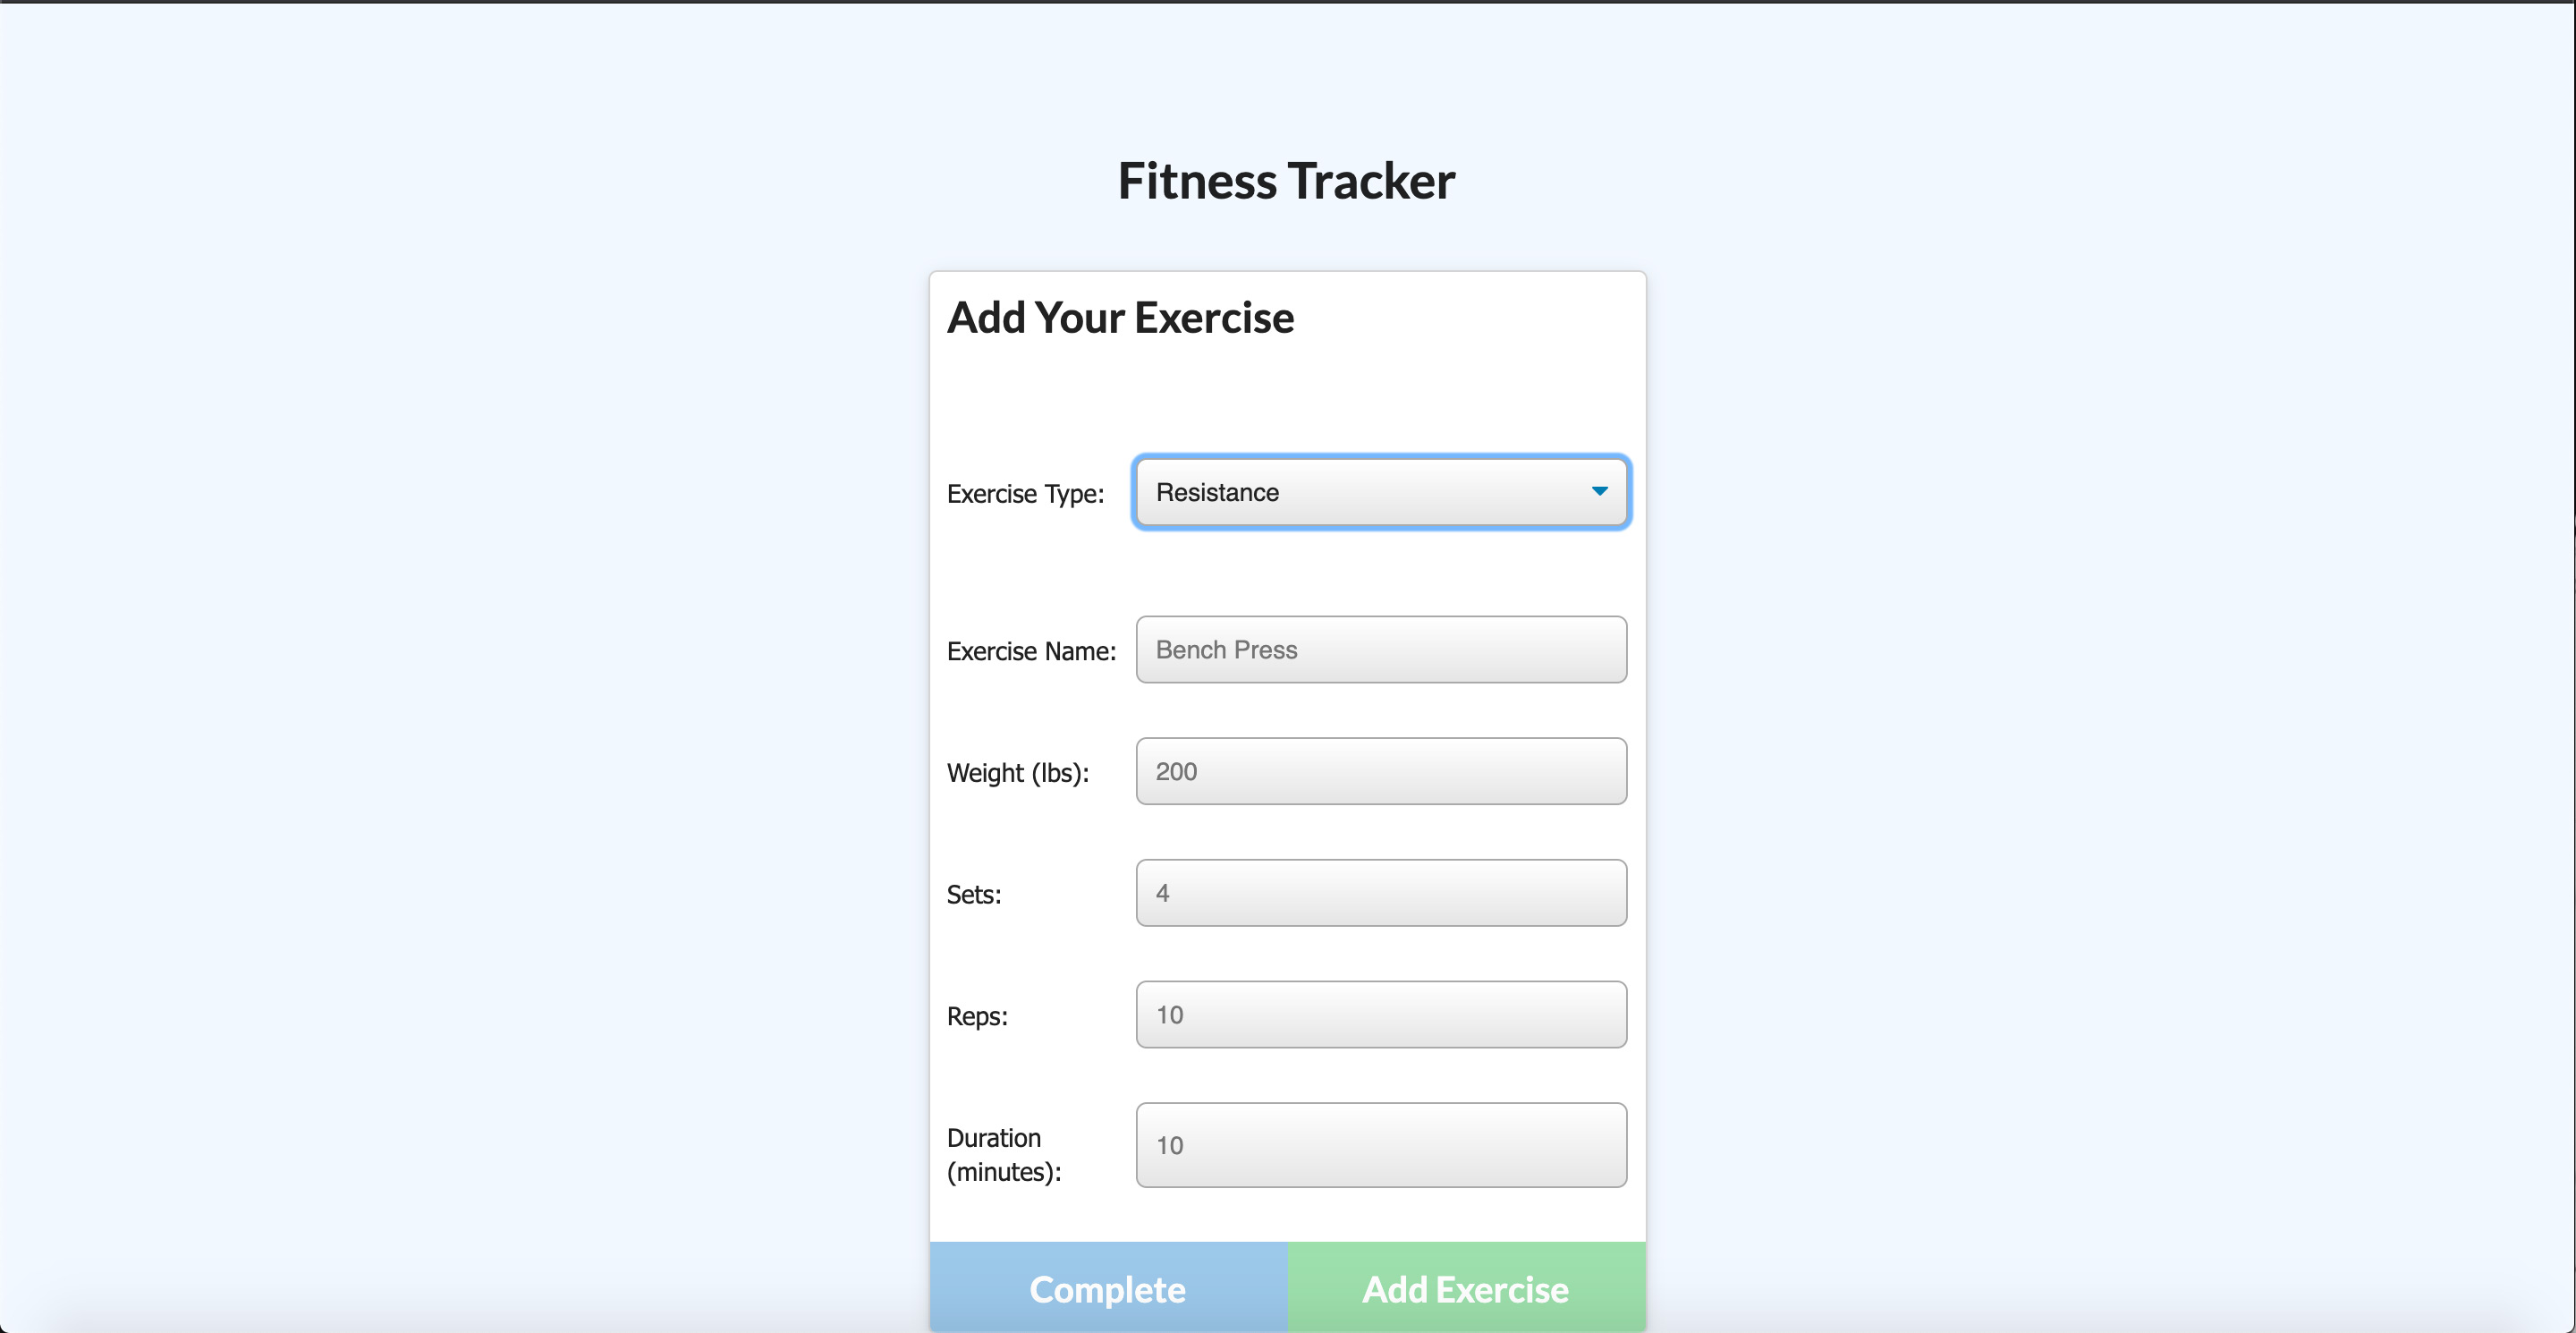 Fitness Tracker
Add Your Exercise
Exercise Type: Resistance
Exercise Name: Bench Press
Weight (lbs): 200
Sets: 4
Reps: 10
Duration
(minutes): 10
Complete Add Exercise